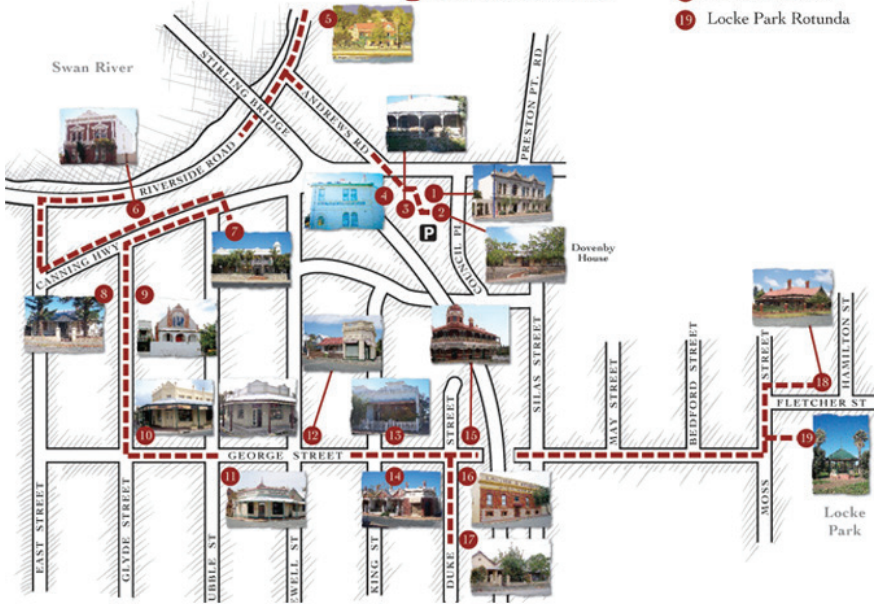 19 Locke Park Rotunda
5
Swan River
STIRLING BRIDGE
ANDREWS RD
PRESTON PT. RD
RIVERSIDE ROAD
6
4
3
1
2
P
COUNCIL PL
Dovenby
House
CANNING HWY
7
8
9
10
12
13
15
SILAS STREET
MAY STREET
BEDFORD STREET
STREET
HAMILTON ST
18
FLETCHER ST
GEORGE STREET
STREET
11
14
16
17
19
EAST STREET
GLYDE STREET
UBBLE ST
EWELL ST
KING ST
DUKE
MOSS
Locke
Park